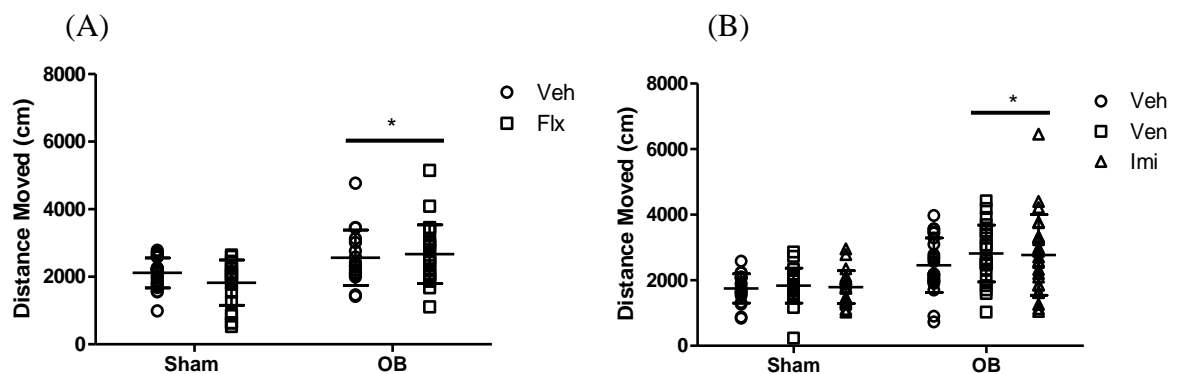 (A)
Distance Moved (cm)
8000
6000
4000
2000
0
Sham
OB
*
Veh
Flx
(B)
Distance Moved (cm)
8000
6000
4000
2000
0
Sham
OB
*
Veh
Ven
Imi